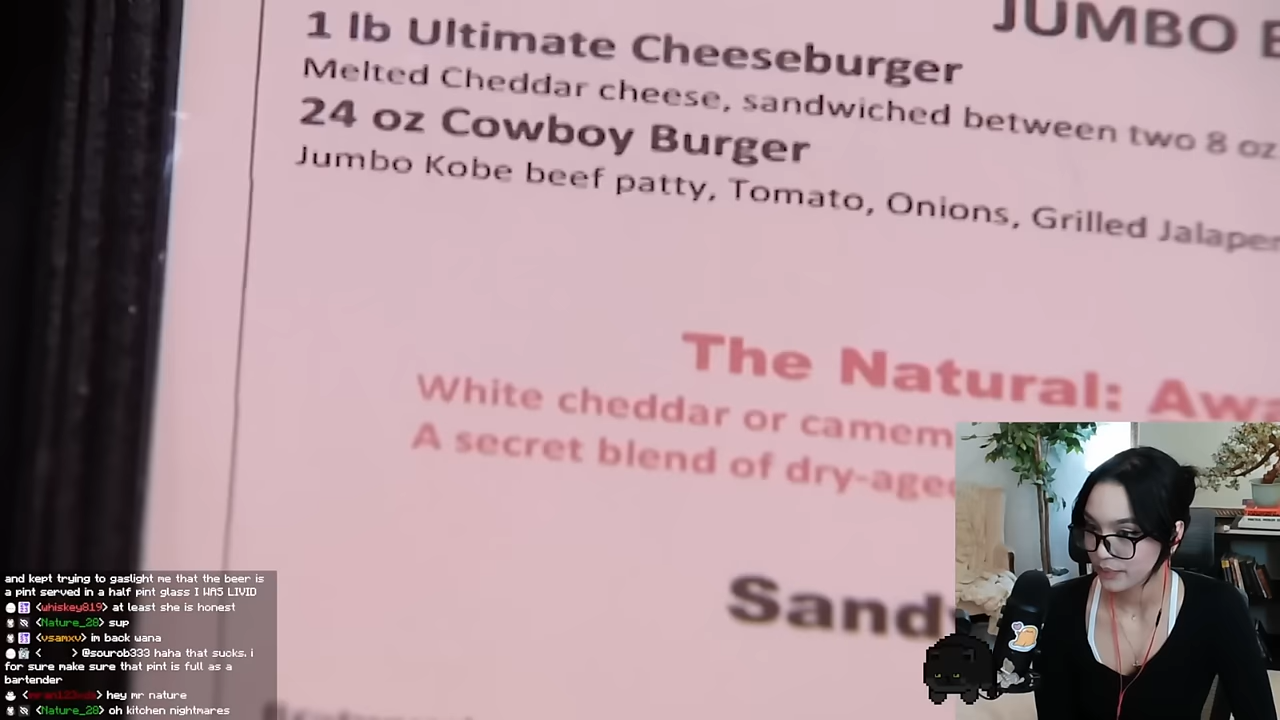 JUMBO
1 lb Ultimate Cheeseburger
Melted Cheddar cheese, sandwiched between two 8 oz
24 oz Cowboy Burger
Jumbo Kobe beef patty, Tomato, Onions, Grilled Jalape
The Natural:
White cheddar or camem
A secret blend of dry-age
Sand
and kept trying to gaslight me that the beer is
a pint served in a half pint glass I WAS LIVID
<whiskey819> at least she is honest
<Nature_28> sup
<vsamxv> im back wana
@sourob333 haha that sucks. i
for sure make sure that pint is full as a
bartender
hey mr nature
<Nature_28> oh kitchen nightmares